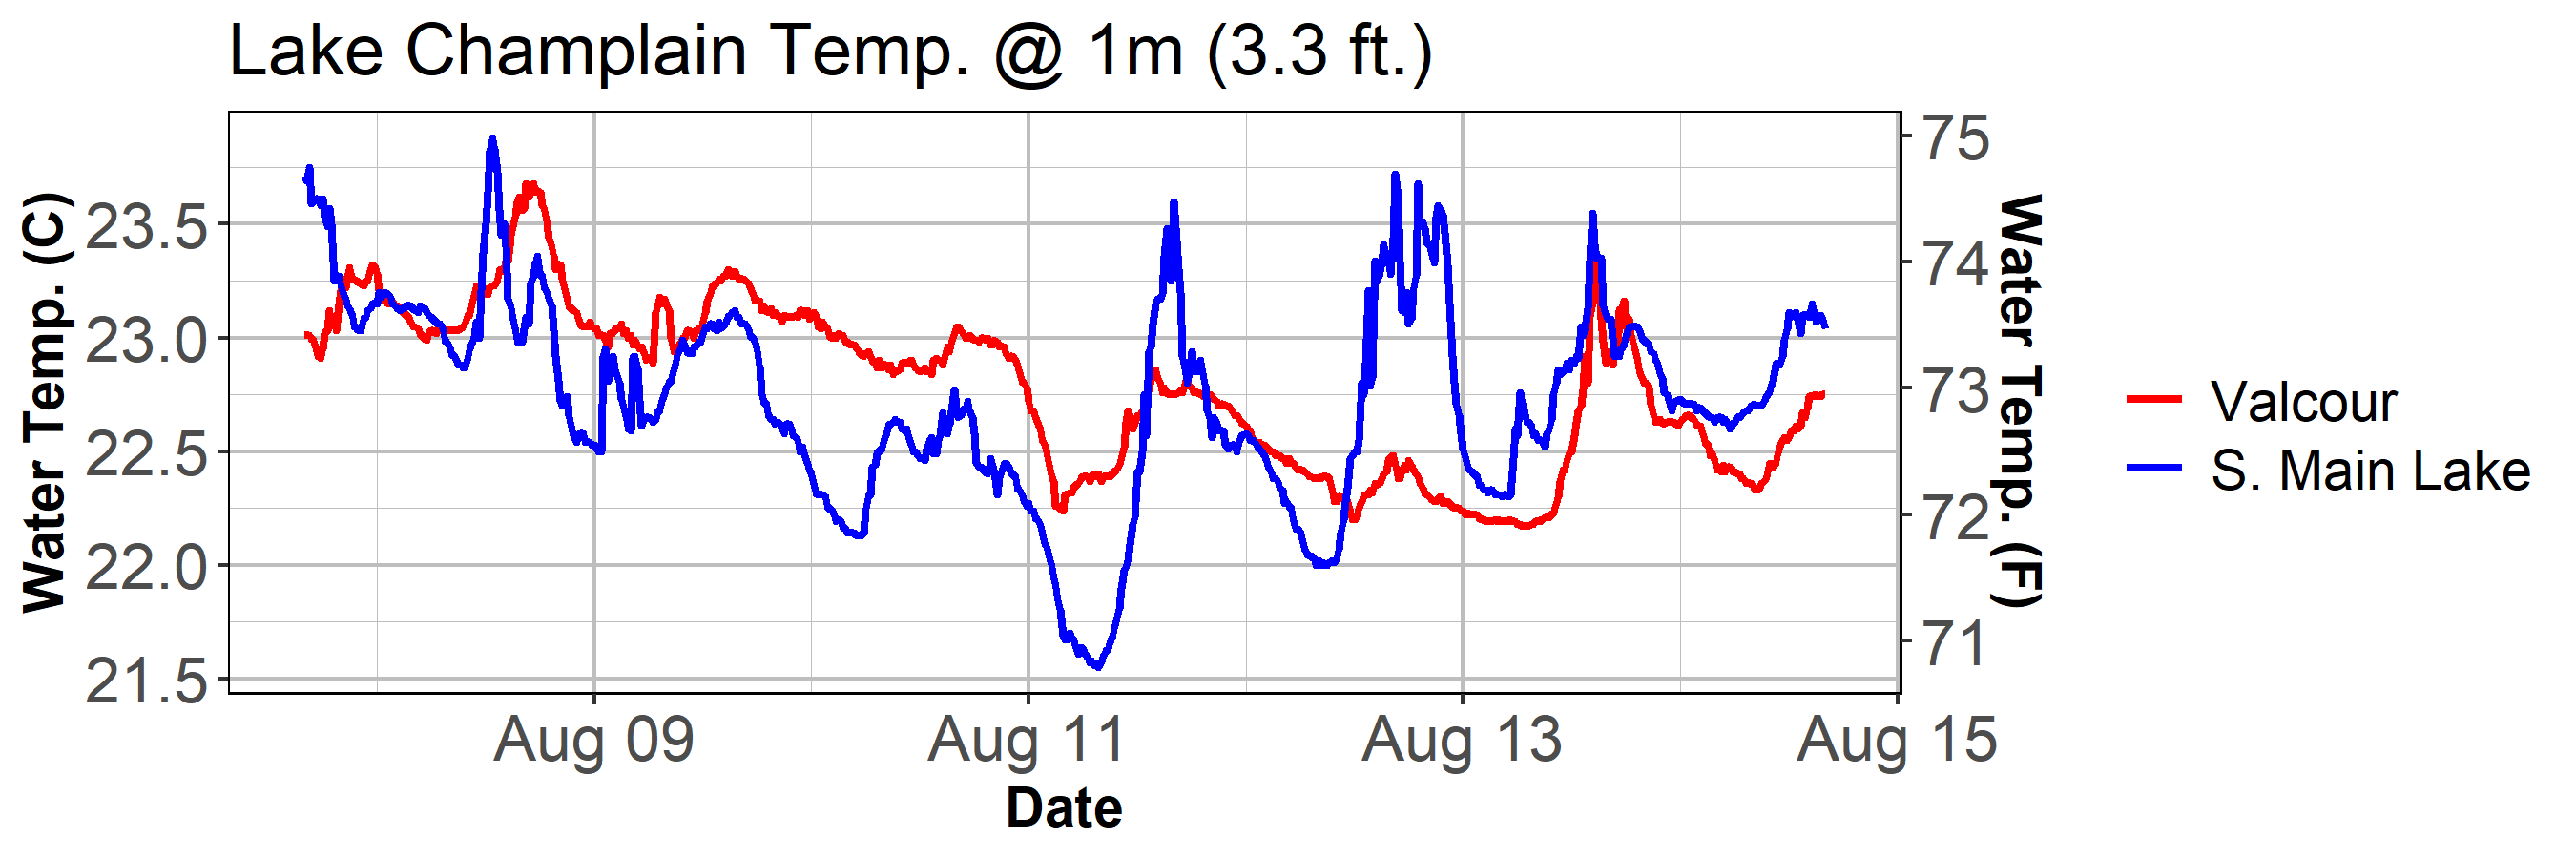 Lake Champlain Temp. @ 1m (3.3 ft.)
Water Temp. (C)
23.5
23.0
22.5
22.0
21.5
75
74
73
72
71
Water Temp. (F)
Aug 09
Aug 11
Aug 13
Aug 15
Date
Valcour
S. Main Lake